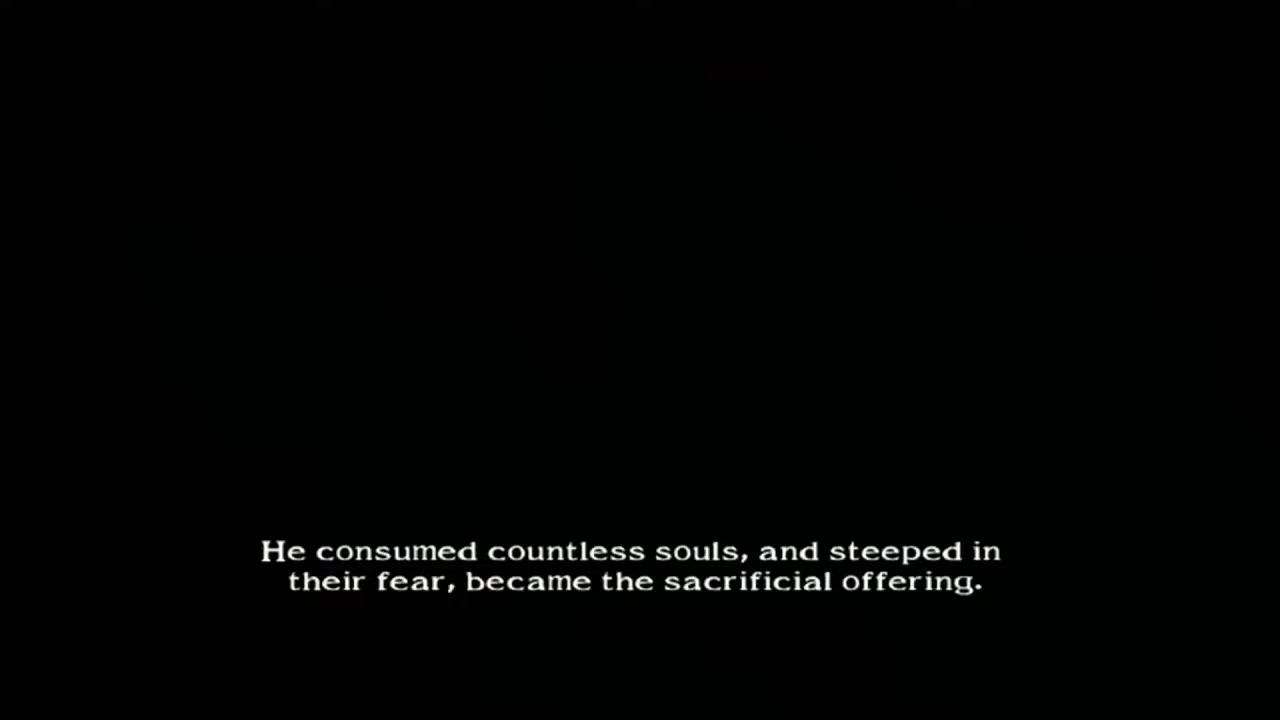 He consumed countless souls, and steeped in
their fear, became the sacrificial offering.